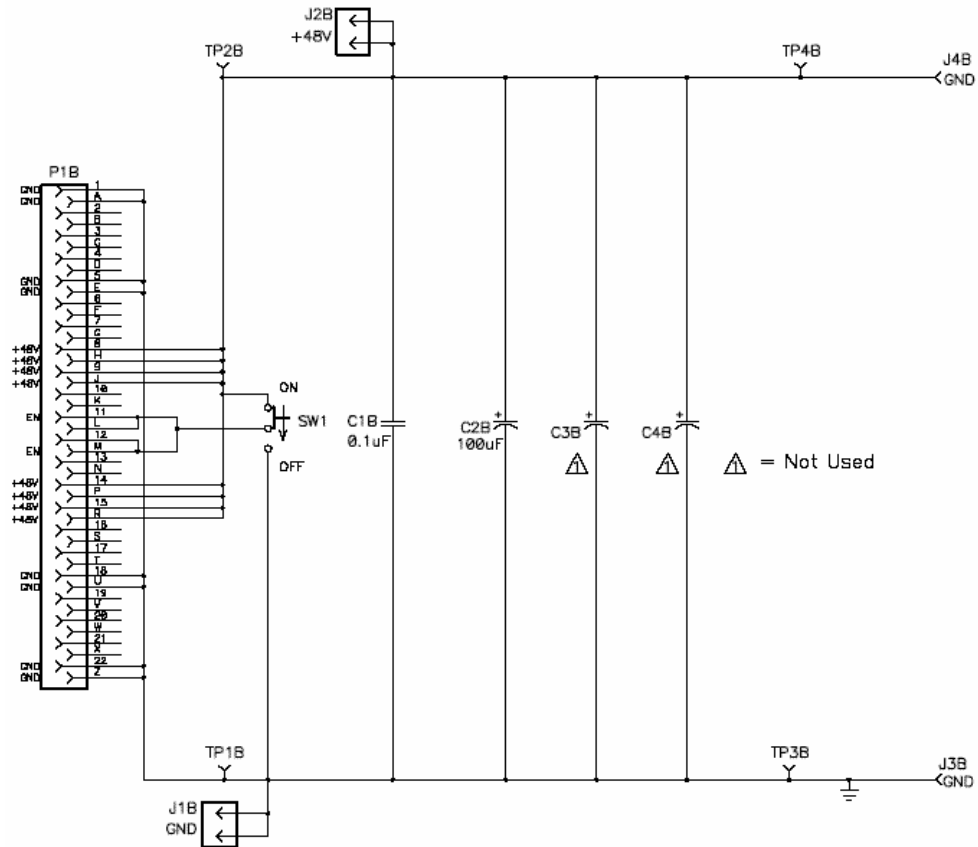 J2B
+48V
TP2B
TP4B
J4B
GND
P1B
GND
1
GND
A
2
B
3
C
4
D
GND
5
GND
E
6
F
7
G
+48V
8
+48V
H
+48V
9
+48V
J
10
K
EN
11
L
12
EN
M
13
N
+48V
14
+48V
P
+48V
15
+48V
R
16
S
17
T
GND
18
GND
U
19
V
20
W
21
X
GND
22
GND
Z
ON
SW1
OFF
C1B
0.1uF
+
C2B
100uF
+
C3B
1
+
C4B
1
1 = Not Used
TP1B
TP3B
J3B
GND
J1B
GND